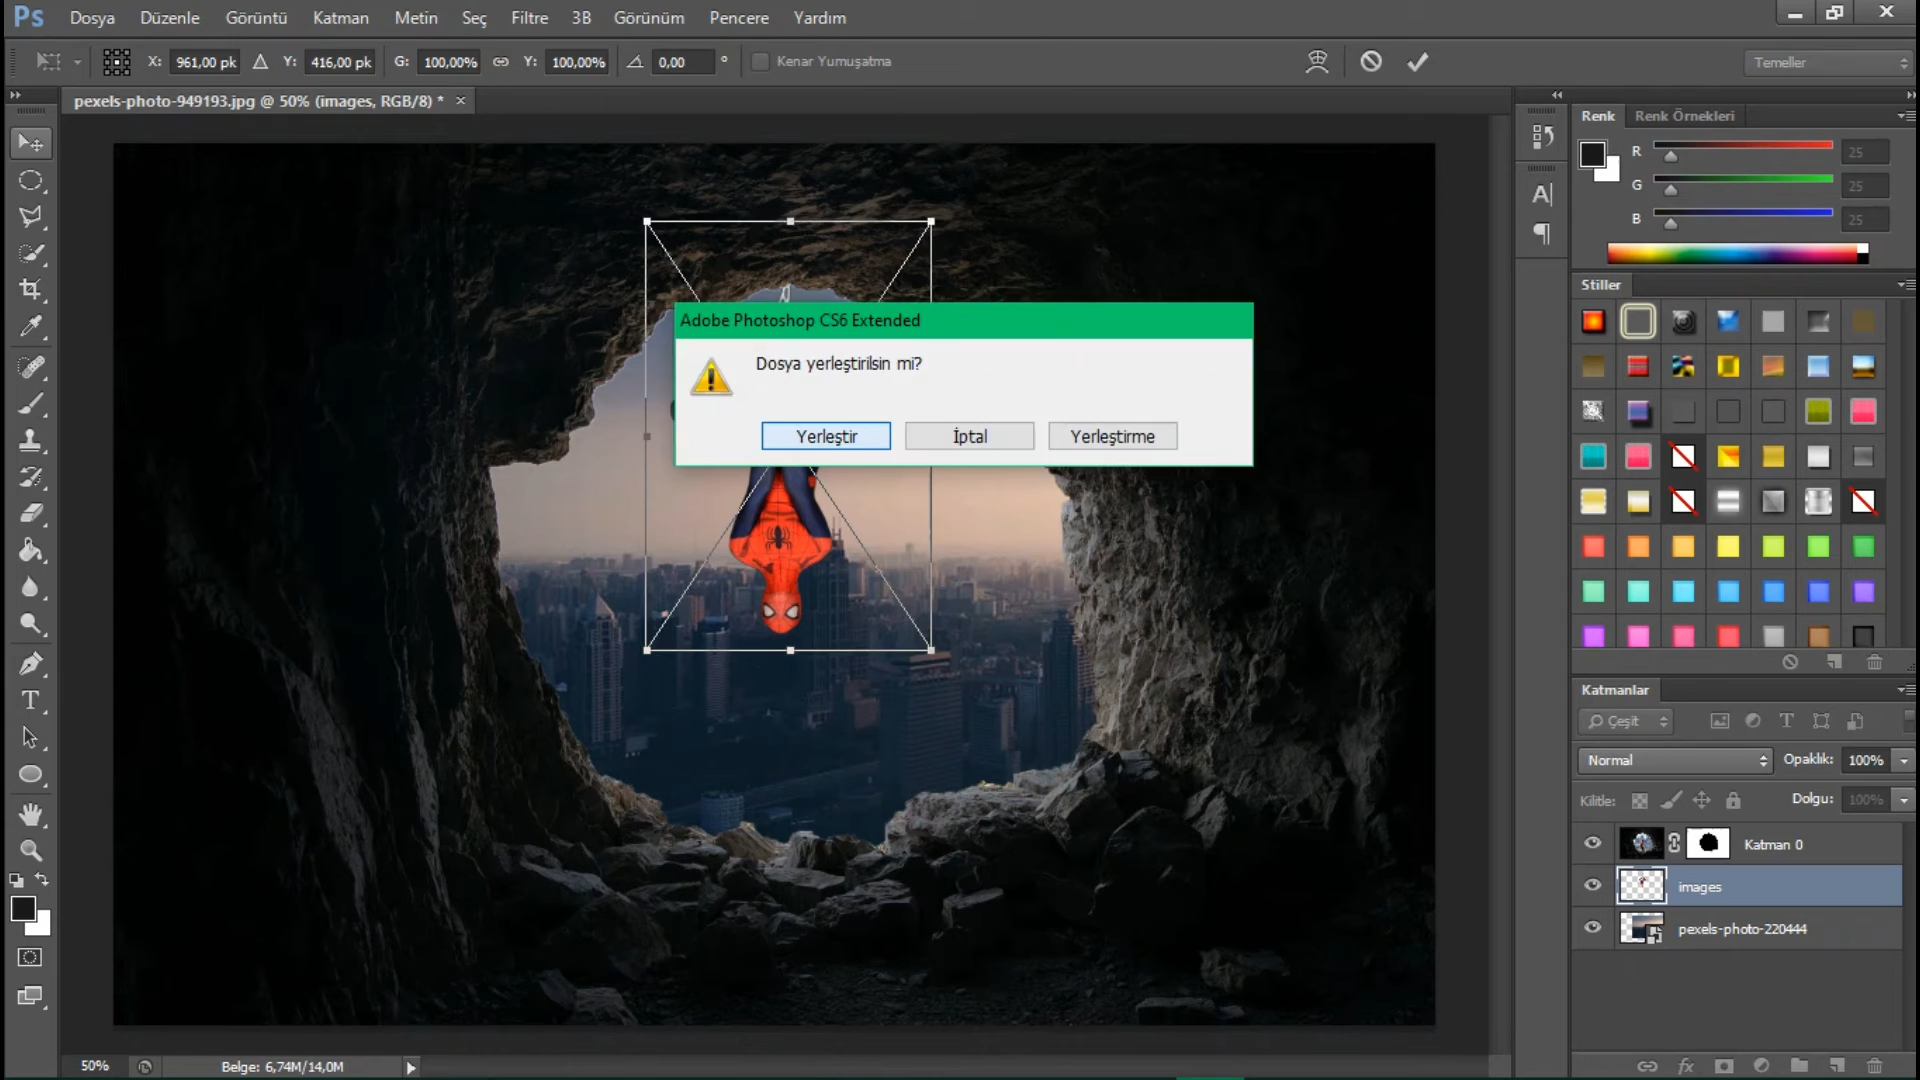 Ps Dosya Düzenle Görüntü Katman Metin Seç Filtre 3B Görünüm Pencere Yardım
X: 961,00 pk Y: 416,00 pk G: 100,00% Y: 100,00% 0,00 ° Kenar Yumuşatma Temeller
pexels-photo-949193.jpg @ 50% (images, RGB/8) * ×
Renk Renk Örnekleri
R 25
G 25
B 25
Stiller
Adobe Photoshop CS6 Extended
Dosya yerleştirilsin mi?
Yerleştir İptal Yerleştirme
Katmanlar
Çeşit
Normal Opaklık: 100%
Kilitle: Dolgu: 100%
Katman 0
images
pexels-photo-220444
50% Belge: 6,74M/14,0M